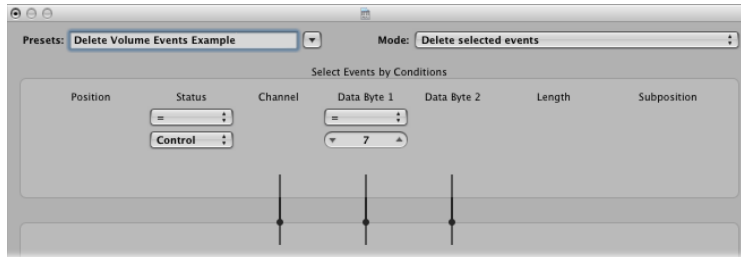 Presets: Delete Volume Events Example Mode: Delete selected events
Select Events by Conditions
Position Status Channel Data Byte 1 Data Byte 2 Length Subposition
= =
Control 7